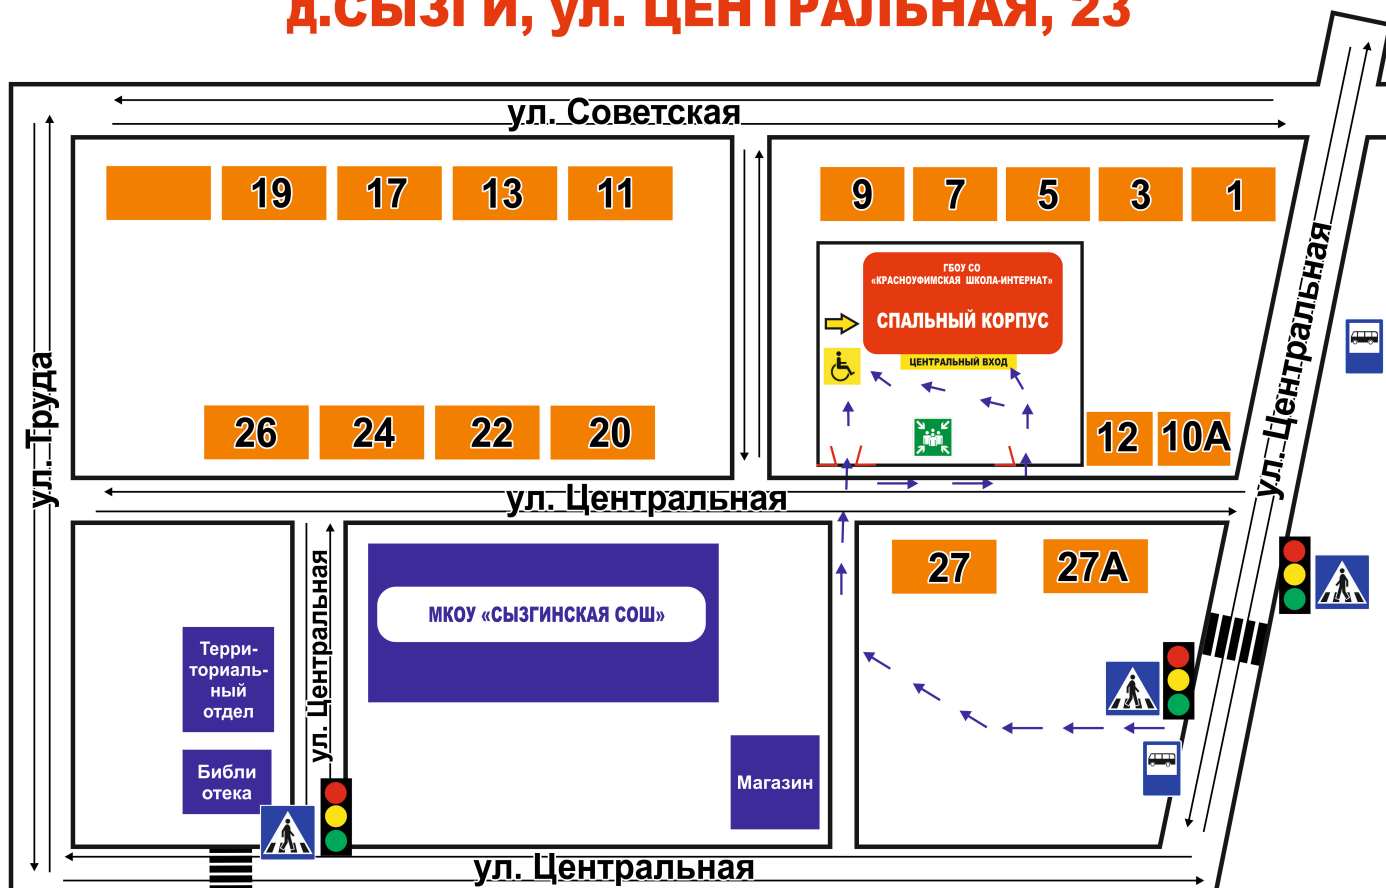 д.СЫЗГИ, ул. ЦЕНТРАЛЬНАЯ, 23
ул. Советская
19
17
13
11
9
7
5
3
1
ГБОУ СО
«КРАСНОУФИМСКАЯ ШКОЛА-ИНТЕРНАТ»
СПАЛЬНЫЙ КОРПУС
ЦЕНТРАЛЬНЫЙ ВХОД
ул. Труда
ул. Центральная
26
24
22
20
12
10А
ул. Центральная
27
27А
ул. Центральная
МКОУ «СЫЗГИНСКАЯ СОШ»
Терри-
ториаль-
ный
отдел
Библи
отека
Магазин
ул. Центральная